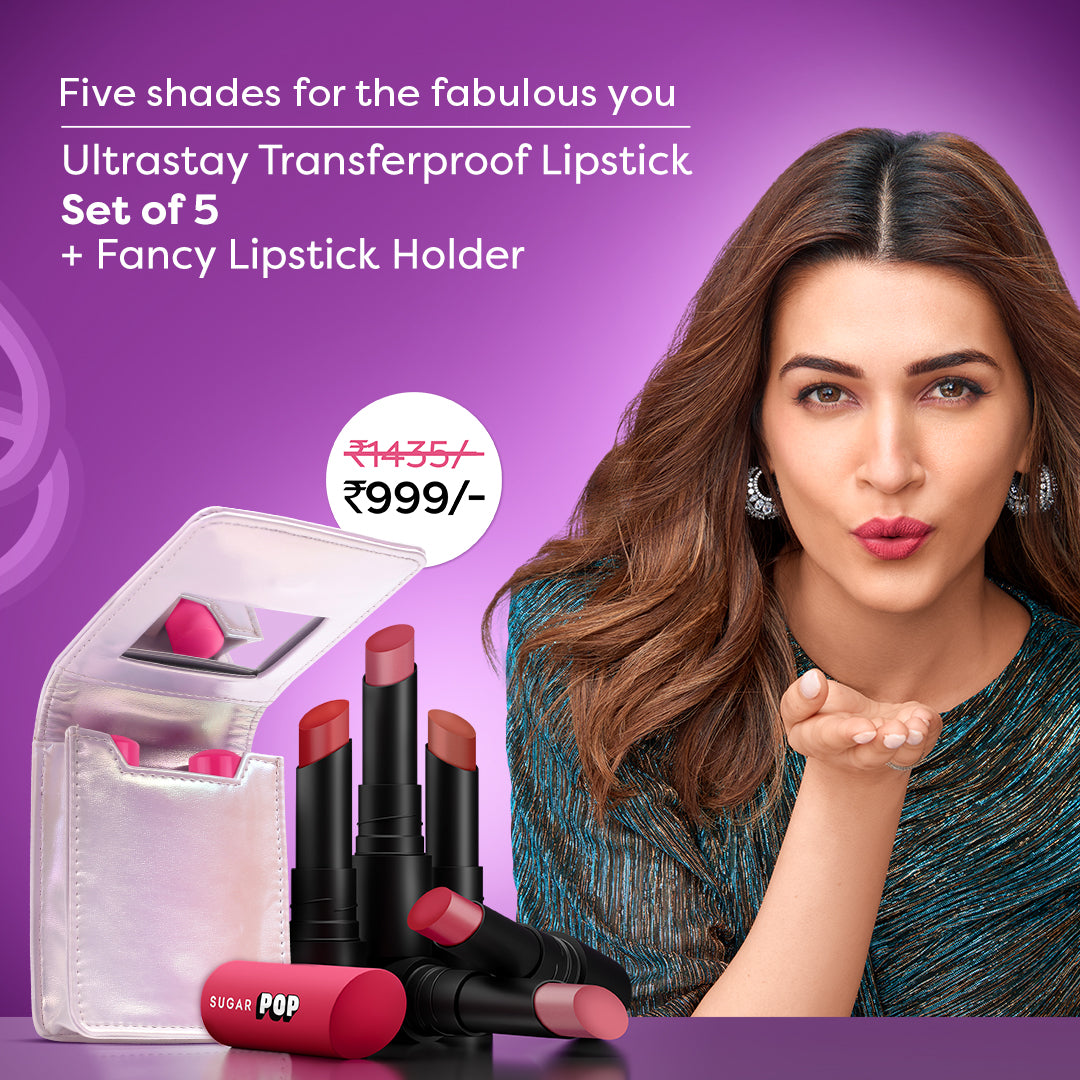 Five shades for the fabulous you
Ultrastay Transferproof Lipstick
Set of 5
+ Fancy Lipstick Holder
₹1435/-
₹999/-
SUGAR POP